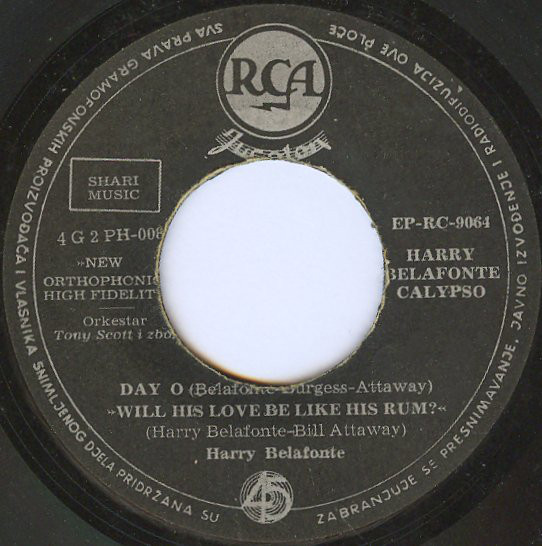 SVA PRAVA GRAMOFONSKIH PROIZVOĐAČA I VLASNIKA SNIMLJENOG DJELA PRIDRŽANA SU
ZABRANJUJE SE PRESNIMAVANJE, JAVNO IZVOĐENJE I RADIODIFUZIJA OVE PLOČE
RCA
Jugoton
SHARI
MUSIC
4 G 2 PH-008
»NEW
ORTHOPHONIC
HIGH FIDELIT
Orkestar
Tony Scott i zbor
EP-RC-9064
HARRY
BELAFONTE
CALYPSO
DAY O (Belafonte-Burgess-Attaway)
»WILL HIS LOVE BE LIKE HIS RUM?«
(Harry Belafonte-Bill Attaway)
Harry Belafonte
45